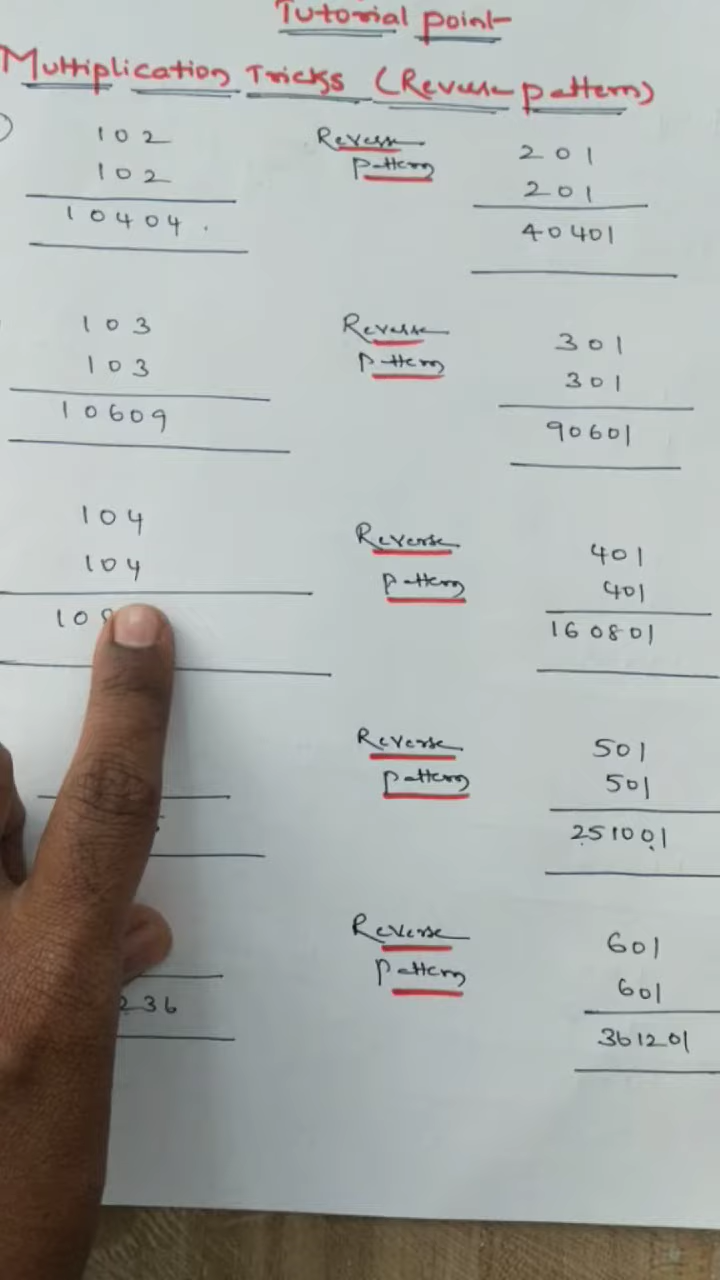 Tutorial point
Multiplication Tricks (Reverse pattern)
102
102
10404
Reverse
pattern
201
201
40401
103
103
10609
Reverse
pattern
301
301
90601
104
104
10
Reverse
pattern
401
401
160801
Reverse
pattern
501
501
251001
236
Reverse
pattern
601
601
361201